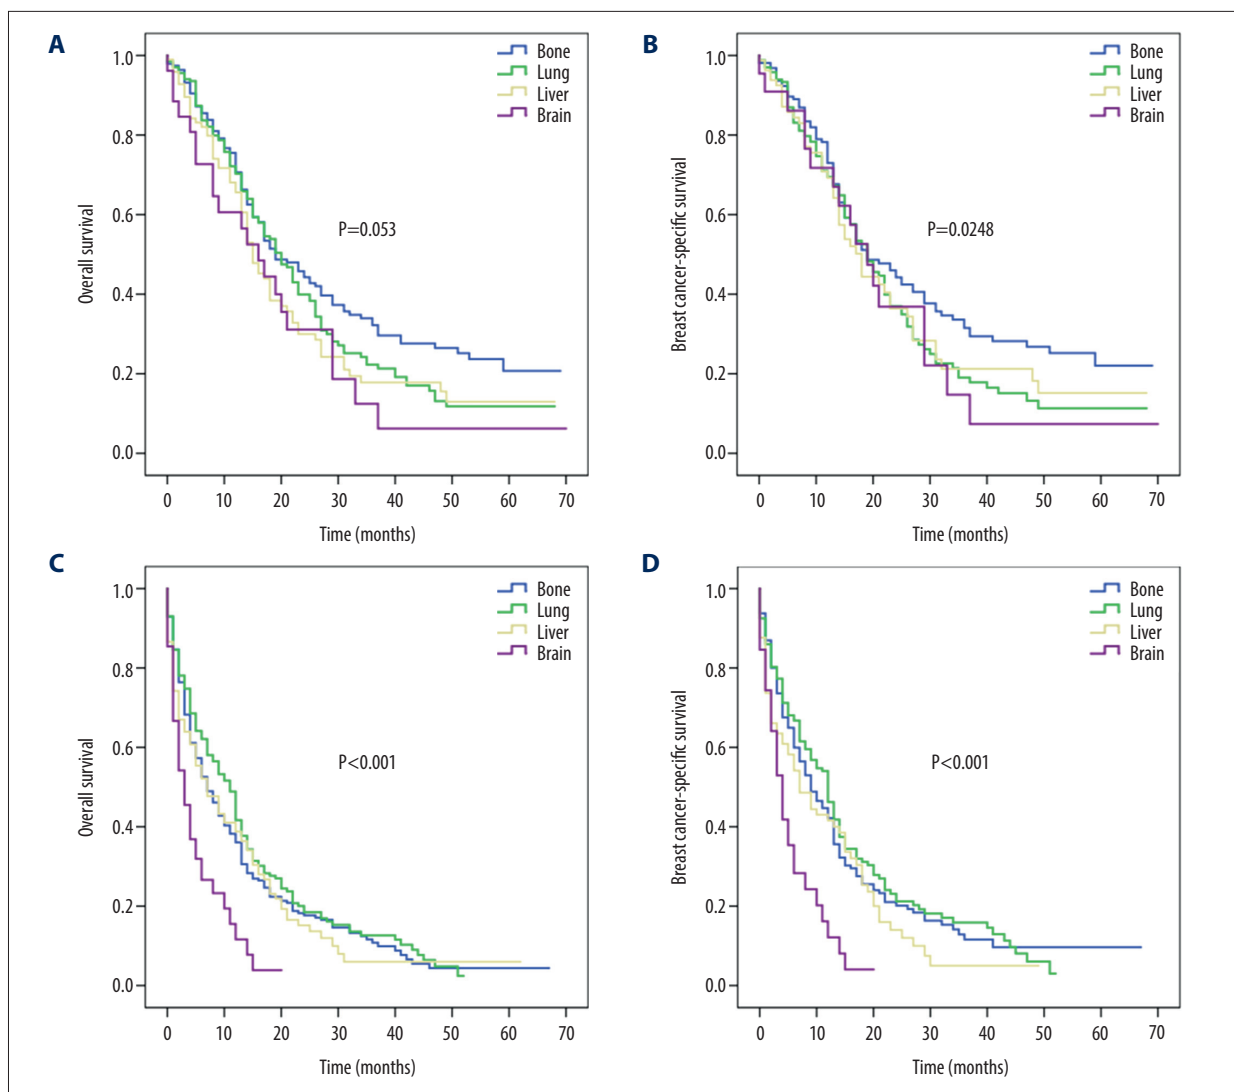 A
Bone
Lung
Liver
Brain
1.0
0.8
0.6
0.4
0.2
0.0
Overall survival
P=0.053
0 10 20 30 40 50 60 70
Time (months)
B
Bone
Lung
Liver
Brain
1.0
0.8
0.6
0.4
0.2
0.0
Breast cancer-specific survival
P=0.0248
0 10 20 30 40 50 60 70
Time (months)
C
Bone
Lung
Liver
Brain
1.0
0.8
0.6
0.4
0.2
0.0
Overall survival
P<0.001
0 10 20 30 40 50 60 70
Time (months)
D
Bone
Lung
Liver
Brain
1.0
0.8
0.6
0.4
0.2
0.0
Breast cancer-specific survival
P<0.001
0 10 20 30 40 50 60 70
Time (months)